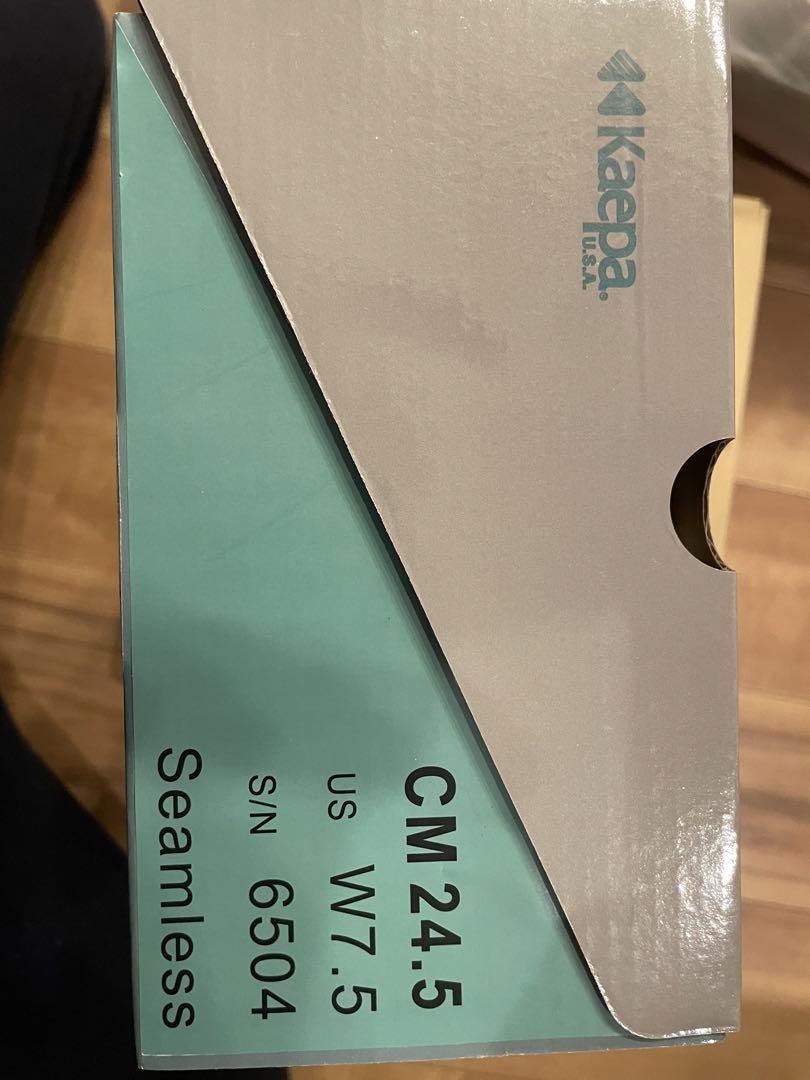 Kaepa®
U.S.A.
CM 24.5
US W7.5
S/N 6504
Seamless